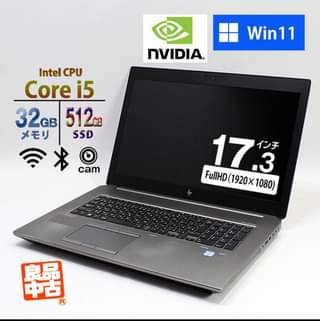 NVIDIA
Win11
Intel CPU
Core i5
32GB
メモリ
512GB
SSD
cam
17.3インチ
FullHD (1920×1080)
hp
良品
中古